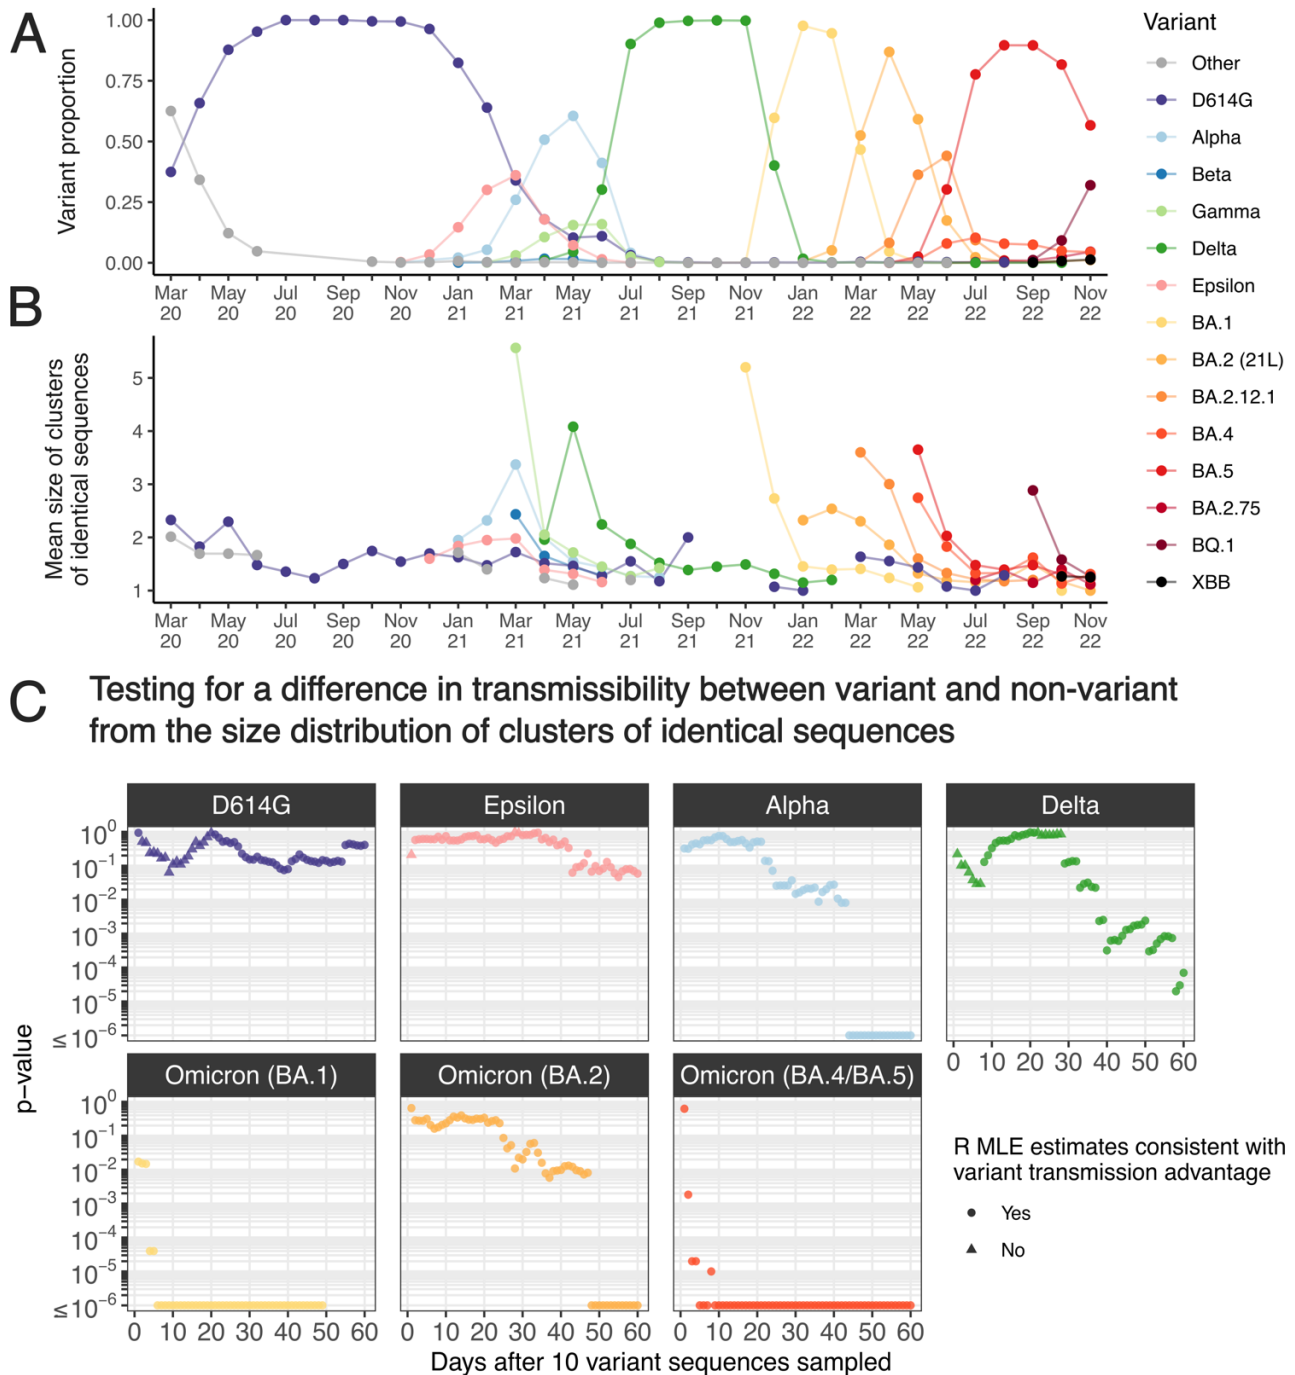 A
Variant proportion
1.00
0.75
0.50
0.25
0.00
Mar May Jul Sep Nov Jan Mar May Jul Sep Nov Jan Mar May Jul Sep Nov
20 20 20 20 20 21 21 21 21 21 21 22 22 22 22 22 22
Variant
Other
D614G
Alpha
Beta
Gamma
Delta
Epsilon
BA.1
BA.2 (21L)
BA.2.12.1
BA.4
BA.5
BA.2.75
BQ.1
XBB
B
Mean size of clusters
of identical sequences
5
4
3
2
1
Mar May Jul Sep Nov Jan Mar May Jul Sep Nov Jan Mar May Jul Sep Nov
20 20 20 20 20 21 21 21 21 21 21 22 22 22 22 22 22
C
Testing for a difference in transmissibility between variant and non-variant
from the size distribution of clusters of identical sequences
p-value
D614G Epsilon Alpha Delta
10⁰
10⁻¹
10⁻²
10⁻³
10⁻⁴
10⁻⁵
≤ 10⁻⁶
0 10 20 30 40 50 60
Omicron (BA.1) Omicron (BA.2) Omicron (BA.4/BA.5)
10⁰
10⁻¹
10⁻²
10⁻³
10⁻⁴
10⁻⁵
≤ 10⁻⁶
0 10 20 30 40 50 60 0 10 20 30 40 50 60 0 10 20 30 40 50 60
Days after 10 variant sequences sampled
R MLE estimates consistent with
variant transmission advantage
Yes
No